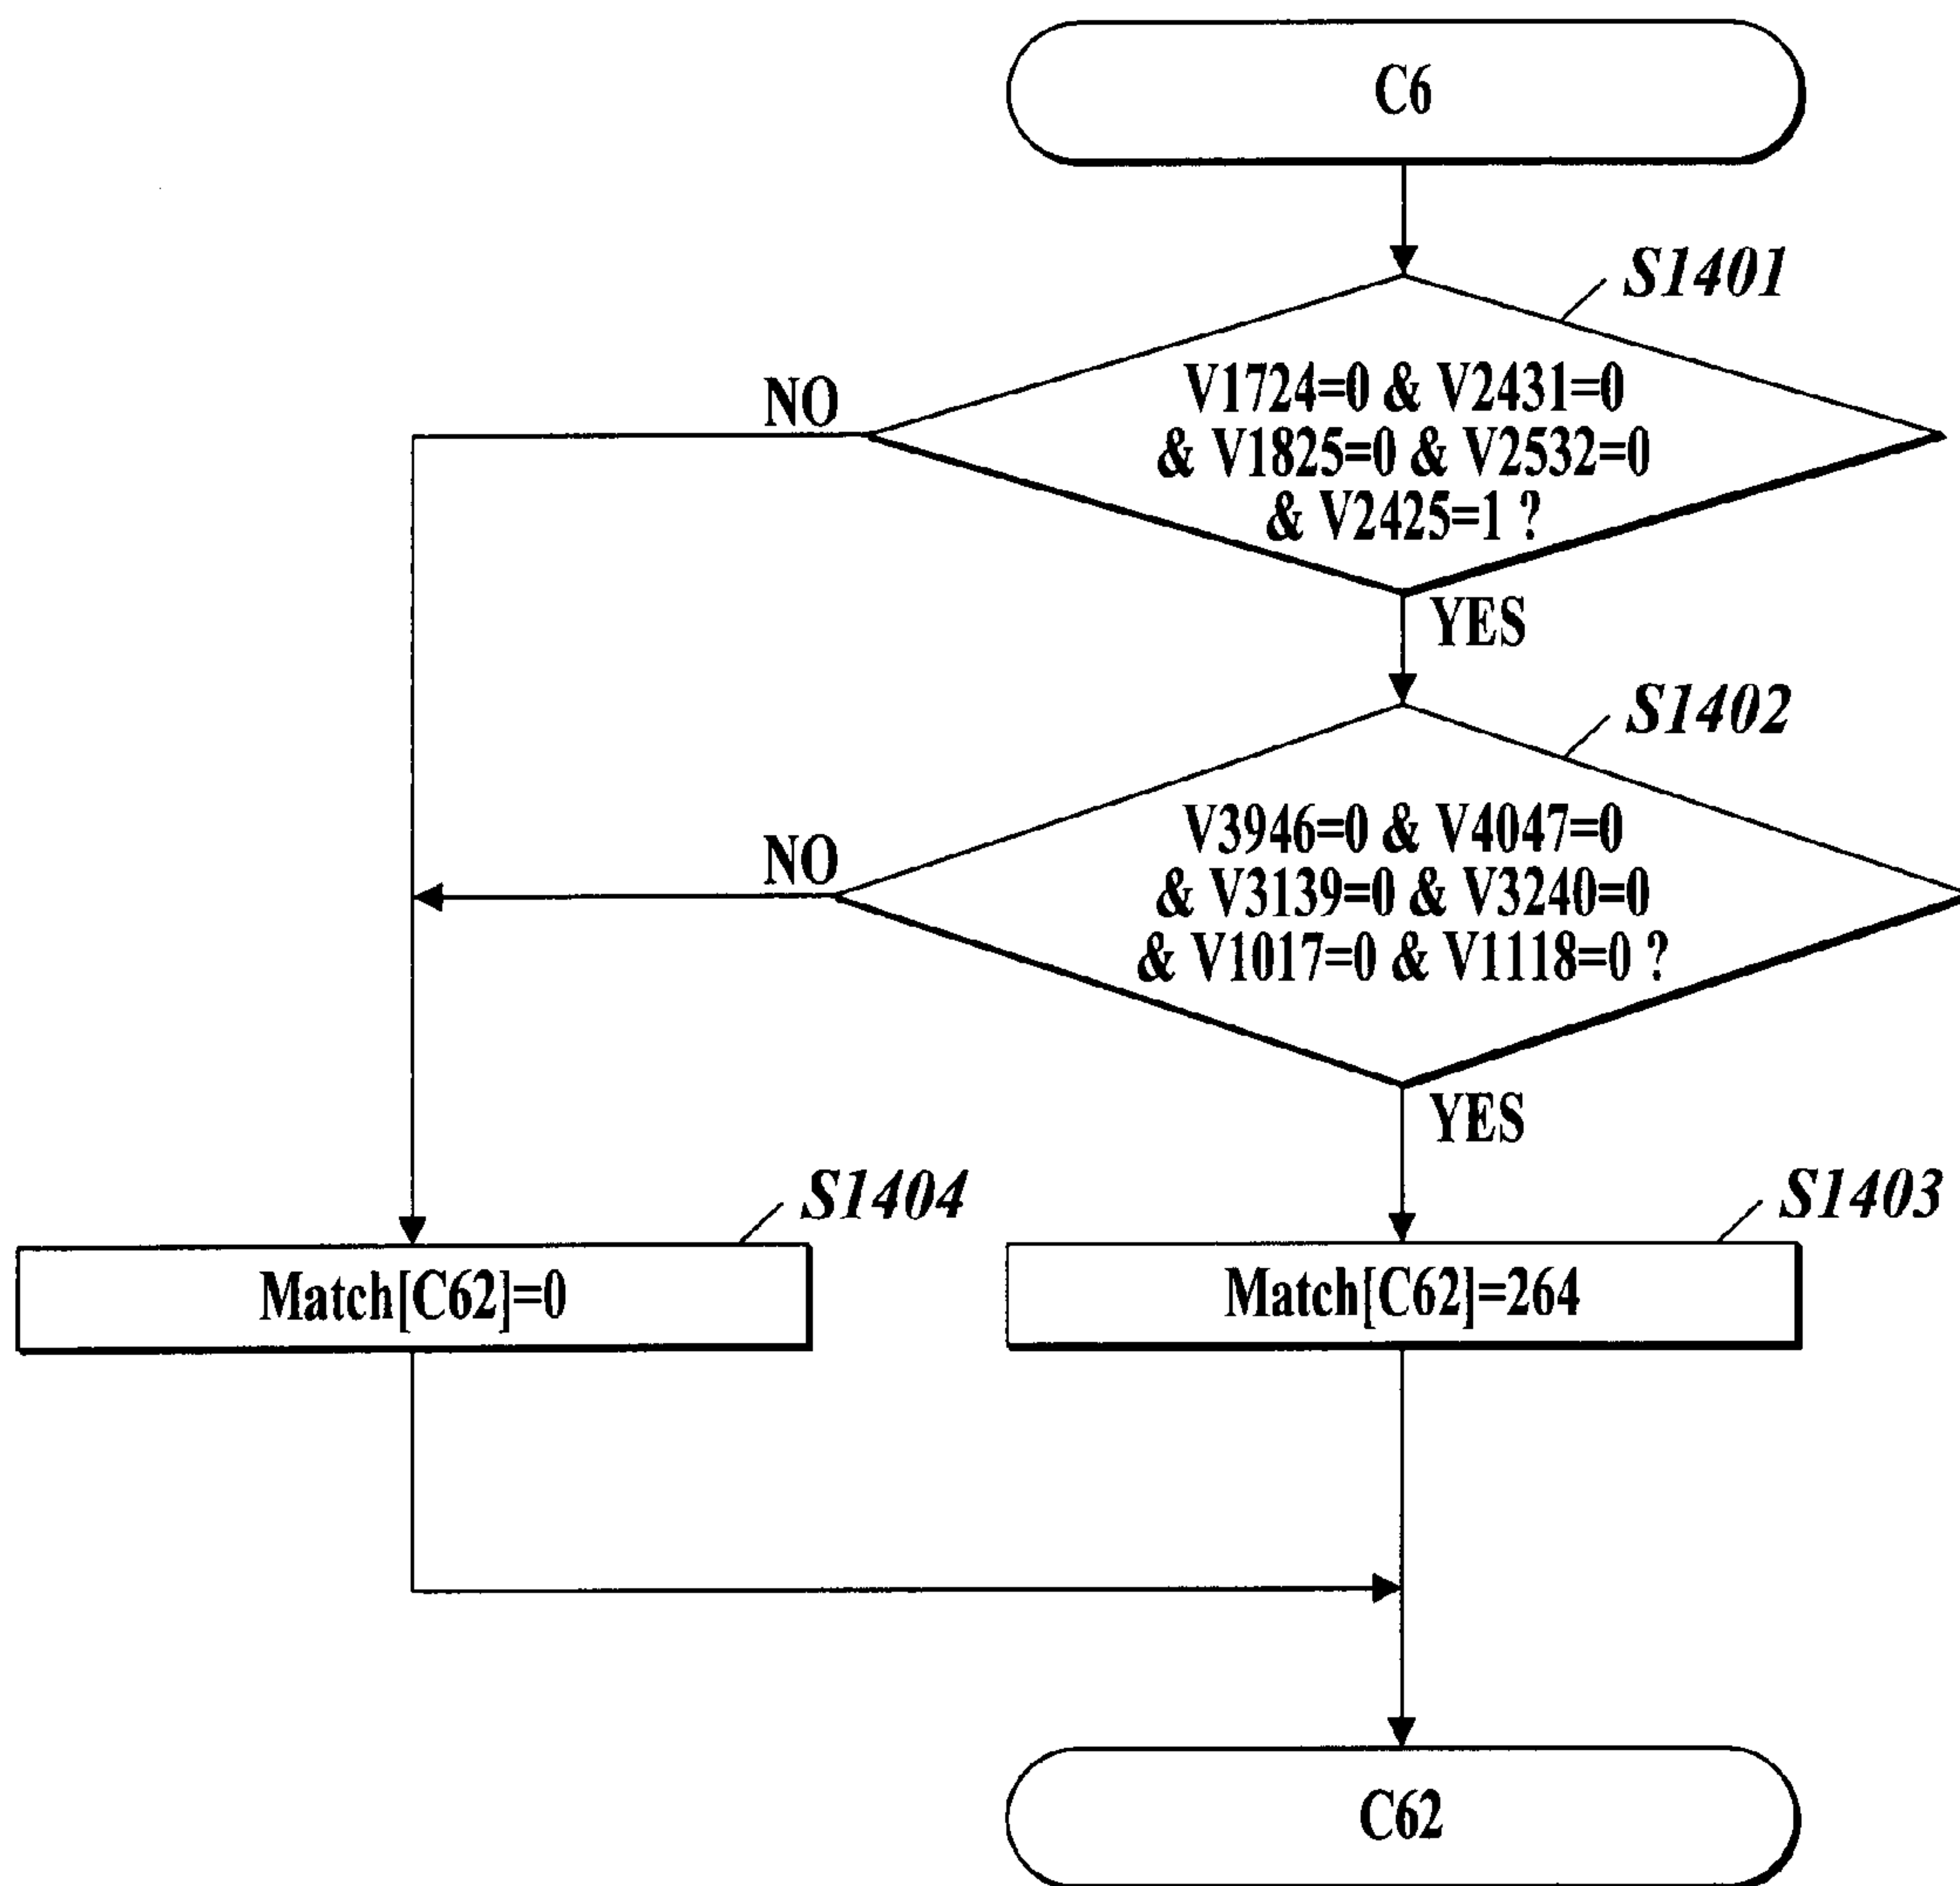 C6
S1401
V1724=0 & V2431=0
& V1825=0 & V2532=0
& V2425=1 ?
NO
YES
S1402
V3946=0 & V4047=0
& V3139=0 & V3240=0
& V1017=0 & V1118=0 ?
NO
YES
S1404
Match[C62]=0
S1403
Match[C62]=264
C62